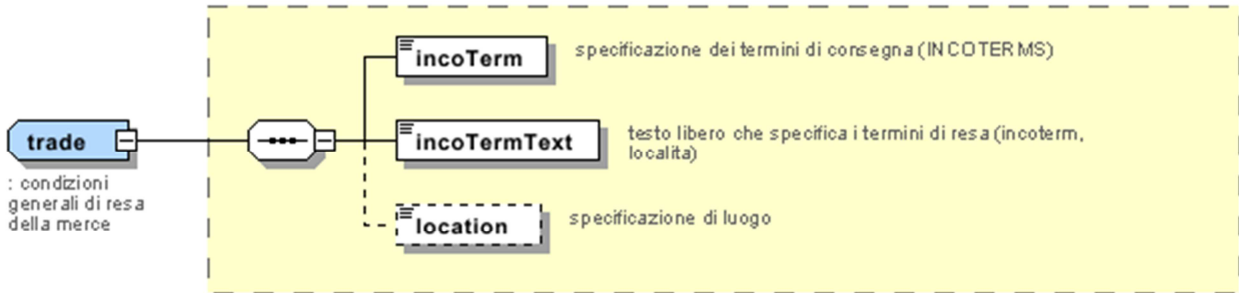 incoTerm
specificazione dei termini di consegna (INCOTERMS)
trade
: condizioni
generali di resa
della merce
incoTermText
testo libero che specifica i termini di resa (incoterm,
localita)
location
specificazione di luogo